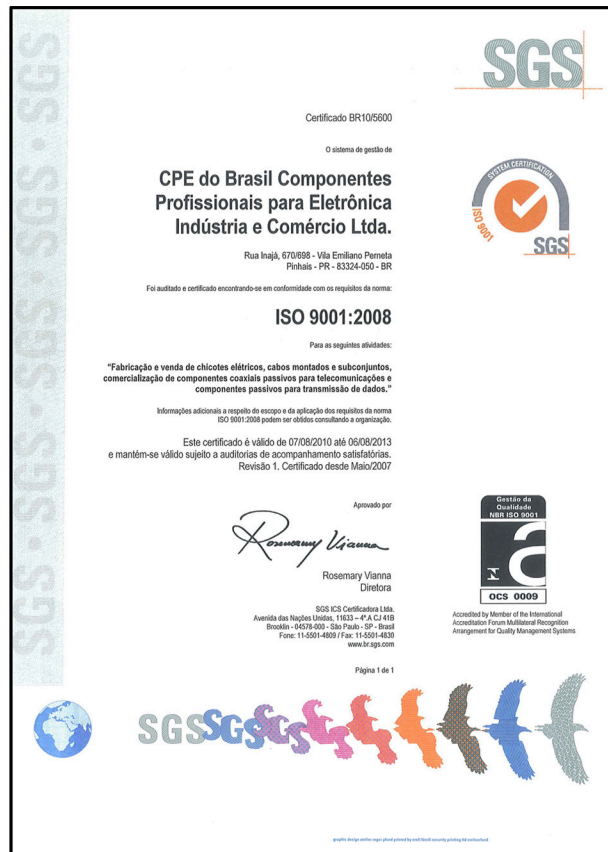 SGS
Certificado BR10/5600
O sistema de gestão de
CPE do Brasil Componentes
Profissionais para Eletrônica
Indústria e Comércio Ltda.
Rua Inajá, 670/698 - Vila Emiliano Perneta
Pinhais - PR - 83324-050 - BR
Foi auditado e certificado encontrando-se em conformidade com os requisitos da norma:
ISO 9001:2008
Para as seguintes atividades:
"Fabricação e venda de chicotes elétricos, cabos montados e subconjuntos,
comercialização de componentes coaxiais passivos para telecomunicações e
componentes passivos para transmissão de dados."
Informações adicionais a respeito do escopo e da aplicação dos requisitos da norma
ISO 9001:2008 podem ser obtidos consultando a organização.
Este certificado é válido de 07/08/2010 até 06/08/2013
e mantém-se válido sujeito a auditorias de acompanhamento satisfatórias.
Revisão 1. Certificado desde Maio/2007
Aprovado por
Rosemary Vianna
Rosemary Vianna
Diretora
SGS ICS Certificadora Ltda.
Avenida das Nações Unidas, 11633 – 4º.A CJ 41B
Brooklin - 04578-000 - São Paulo - SP - Brasil
Fone: 11-5501-4809 / Fax: 11-5501-4830
www.br.sgs.com
Página 1 de 1
SYSTEM CERTIFICATION
ISO 9001
SGS
Gestão da
Qualidade
NBR ISO 9001
OCS 0009
Accredited by Member of the International
Accreditation Forum Multilateral Recognition
Arrangement for Quality Management Systems
SGS · SGS · SGS · SGS · SGS · SGS
SGSSGSSGS